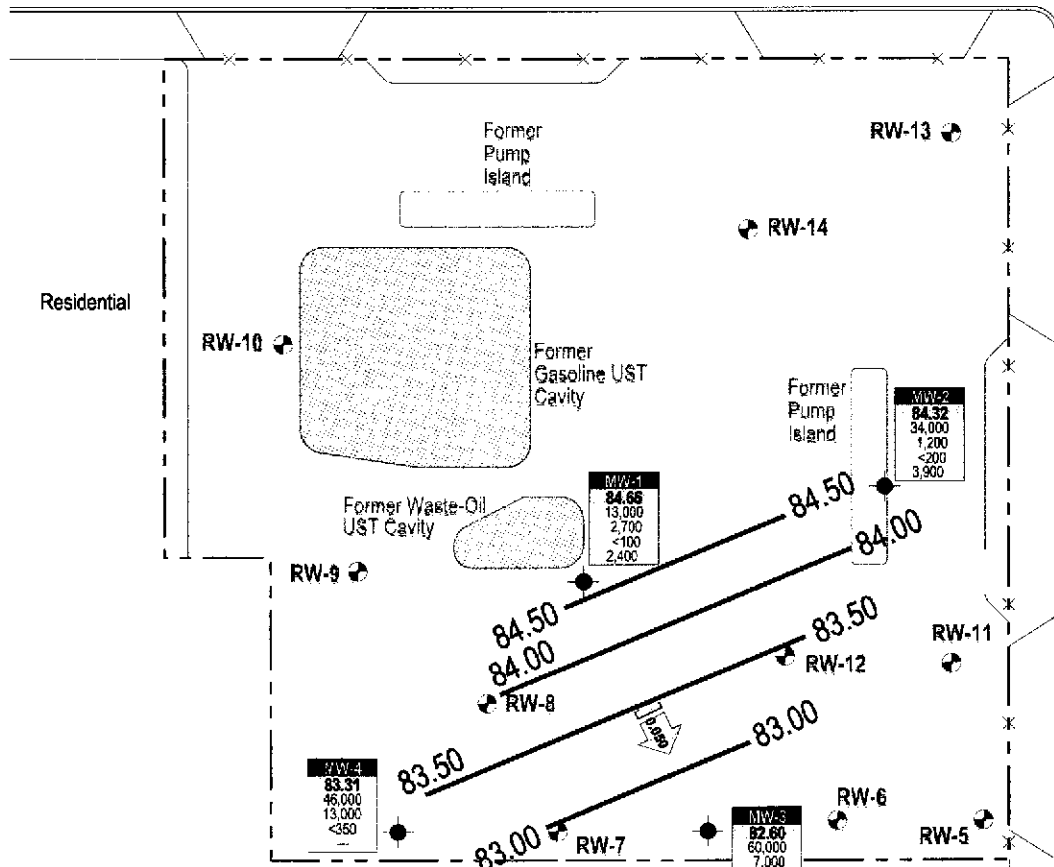 Former
Pump
Island
RW-13
RW-14
Residential
RW-10
Former
Gasoline UST
Cavity
Former
Pump
Island
MW-2
84.32
34,000
1,200
<200
3,900
MW-1
84.66
13,000
2,700
<100
2,400
Former Waste-Oil
UST Cavity
84.50
84.00
RW-9
84.50
83.50
RW-11
84.00
RW-12
RW-8
0.050
83.00
83.50
MW-4
83.31
46,000
13,000
<350
---
RW-6
MW-3
82.60
60,000
7,000
RW-5
83.00
RW-7